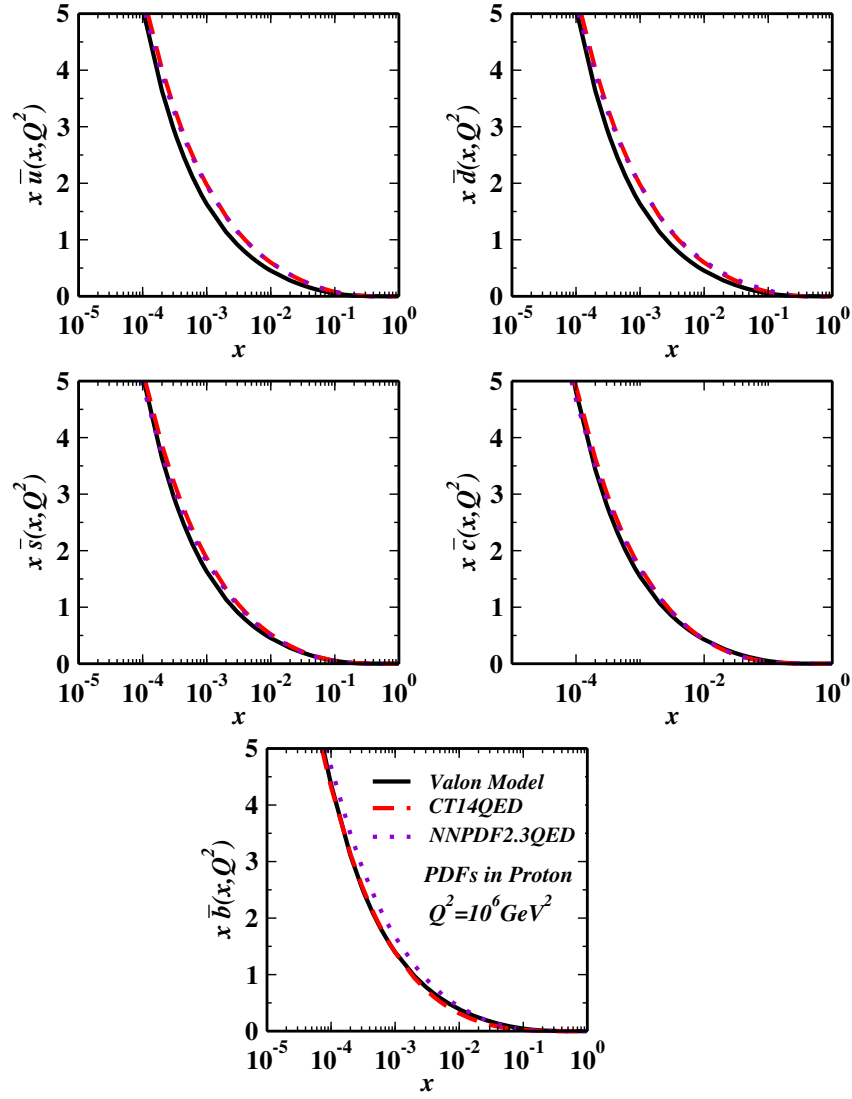 5 5
4 4
3 3
2 2
1 1
0 0
x ū(x,Q²) x d̄(x,Q²)
10⁻⁵ 10⁻⁴ 10⁻³ 10⁻² 10⁻¹ 10⁰ 10⁻⁵ 10⁻⁴ 10⁻³ 10⁻² 10⁻¹ 10⁰
x x
5 5
4 4
3 3
2 2
1 1
0 0
x s̄(x,Q²) x c̄(x,Q²)
10⁻⁵ 10⁻⁴ 10⁻³ 10⁻² 10⁻¹ 10⁰ 10⁻⁴ 10⁻² 10⁰
x x
5
4
3
2
1
0
x b̄(x,Q²)
Valon Model
CT14QED
NNPDF2.3QED
PDFs in Proton
Q²=10⁶GeV²
10⁻⁵ 10⁻⁴ 10⁻³ 10⁻² 10⁻¹ 10⁰
x